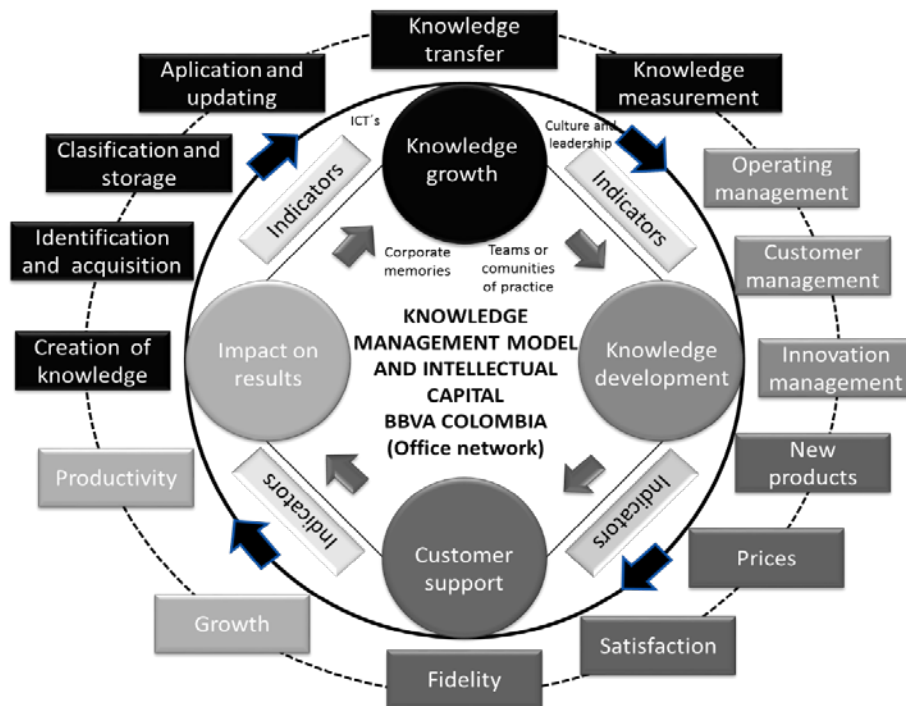 Knowledge
transfer
Aplication and
updating
Knowledge
measurement
ICT´s
Culture and
leadership
Knowledge
growth
Clasification and
storage
Indicators
Indicators
Operating
management
Identification
and acquisition
Corporate
memories
Teams or
comunities
of practice
Customer
management
Creation of
knowledge
Impact on
results
KNOWLEDGE
MANAGEMENT MODEL
AND INTELLECTUAL
CAPITAL
BBVA COLOMBIA
(Office network)
Knowledge
development
Innovation
management
Productivity
Indicators
Indicators
New
products
Customer
support
Prices
Growth
Satisfaction
Fidelity